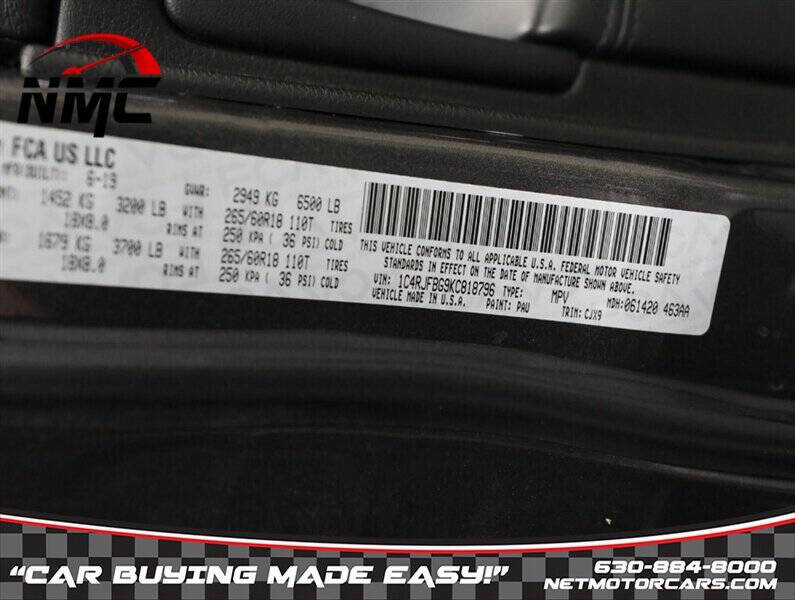 NMC
FCA US LLC
6-19
GVWR: 2949 KG 6500 LB
1452 KG 3200 LB WITH 265/60R18 110T TIRES
18X8.0 RIMS AT 250 KPA ( 36 PSI) COLD
1679 KG 3700 LB WITH 265/60R18 110T TIRES
18X8.0 RIMS AT 250 KPA ( 36 PSI) COLD
THIS VEHICLE CONFORMS TO ALL APPLICABLE U.S.A. FEDERAL MOTOR VEHICLE SAFETY
STANDARDS IN EFFECT ON THE DATE OF MANUFACTURE SHOWN ABOVE.
VIN: 1C4RJFBG9KC818796 TYPE: MPV MDH:061420 463AA
VEHICLE MADE IN U.S.A. PAINT: PAU TRIM: CJX9
"CAR BUYING MADE EASY!"
630-884-8000
NETMOTORCARS.COM